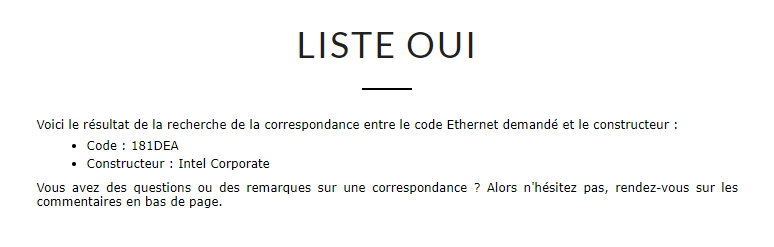 LISTE OUI
Voici le résultat de la recherche de la correspondance entre le code Ethernet demandé et le constructeur :
• Code : 181DEA
• Constructeur : Intel Corporate
Vous avez des questions ou des remarques sur une correspondance ? Alors n'hésitez pas, rendez-vous sur les
commentaires en bas de page.